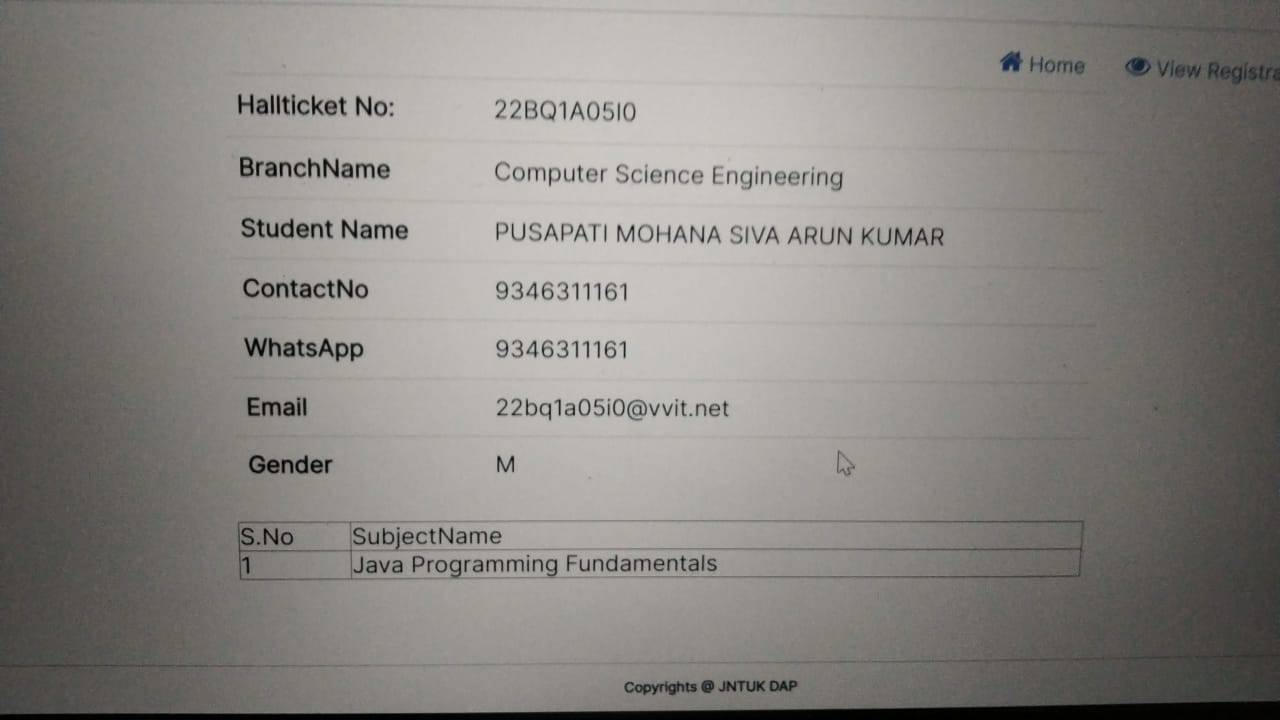 Home View Registra
Hallticket No: 22BQ1A05I0
BranchName Computer Science Engineering
Student Name PUSAPATI MOHANA SIVA ARUN KUMAR
ContactNo 9346311161
WhatsApp 9346311161
Email 22bq1a05i0@vvit.net
Gender M
S.No SubjectName
1 Java Programming Fundamentals
Copyrights @ JNTUK DAP